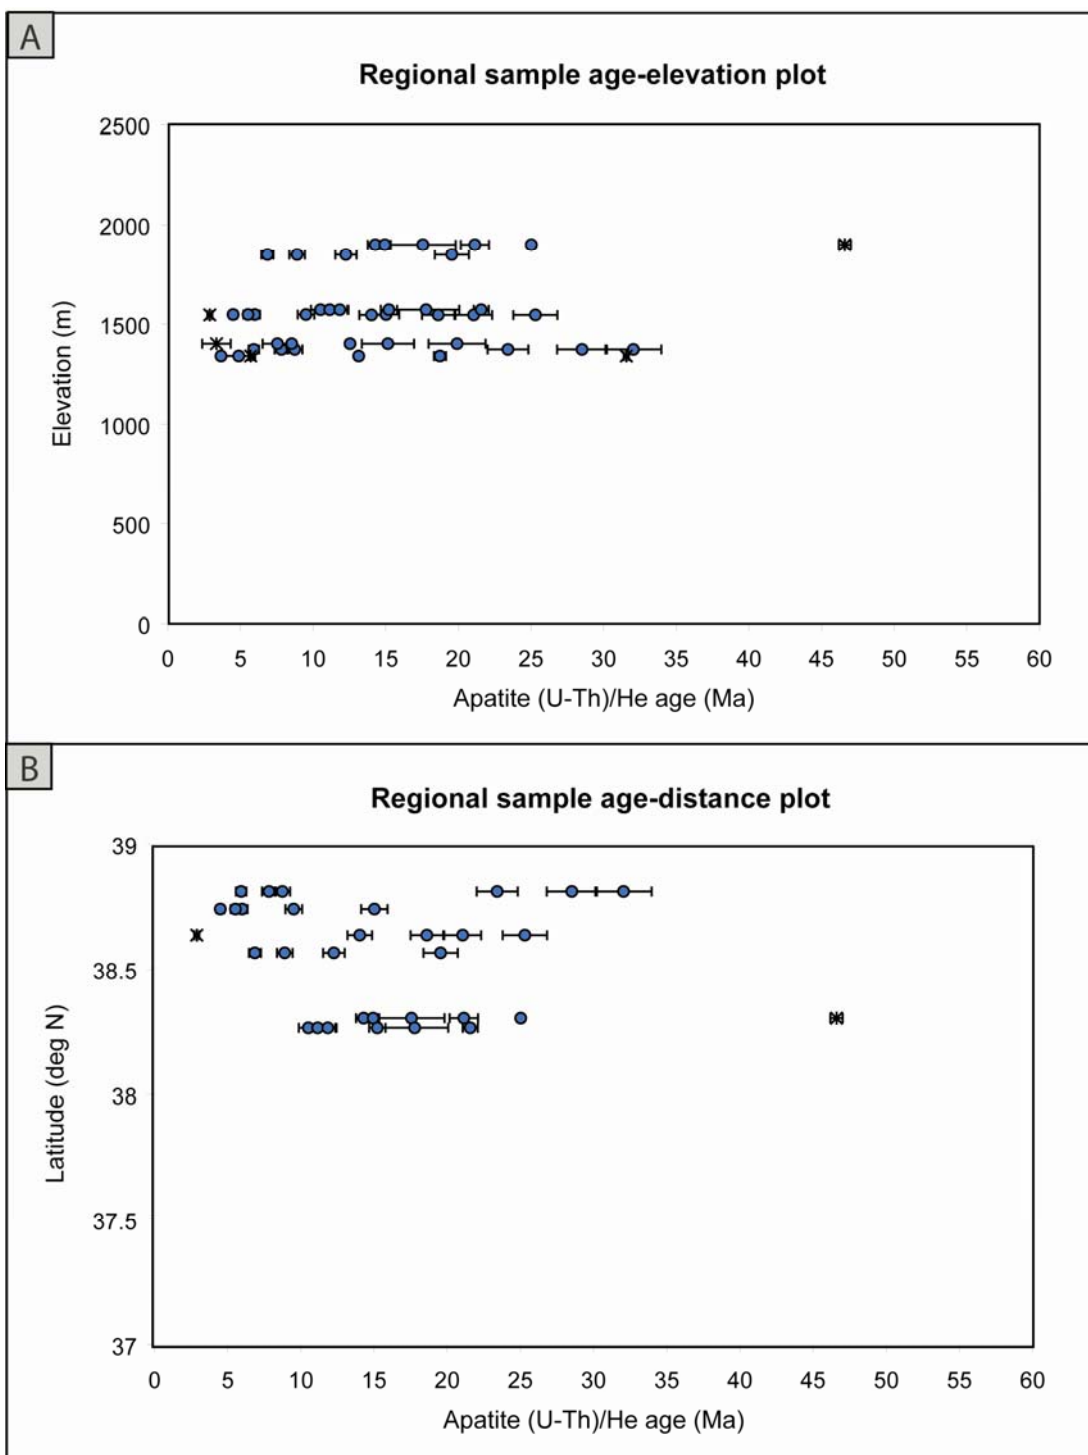 A
Regional sample age-elevation plot
2500
2000
1500
1000
500
0
Elevation (m)
0 5 10 15 20 25 30 35 40 45 50 55 60
Apatite (U-Th)/He age (Ma)
B
Regional sample age-distance plot
39
38.5
38
37.5
37
Latitude (deg N)
0 5 10 15 20 25 30 35 40 45 50 55 60
Apatite (U-Th)/He age (Ma)